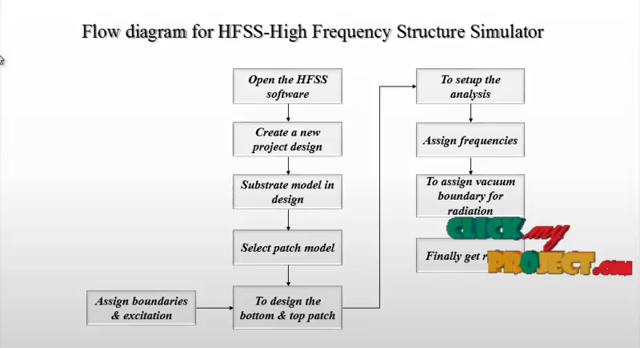 Flow diagram for HFSS-High Frequency Structure Simulator
Open the HFSS
software
Create a new
project design
Substrate model in
design
Select patch model
Assign boundaries
& excitation
To design the
bottom & top patch
To setup the
analysis
Assign frequencies
To assign vacuum
boundary for
radiation
Finally get
CLICK my
PROJECT.com